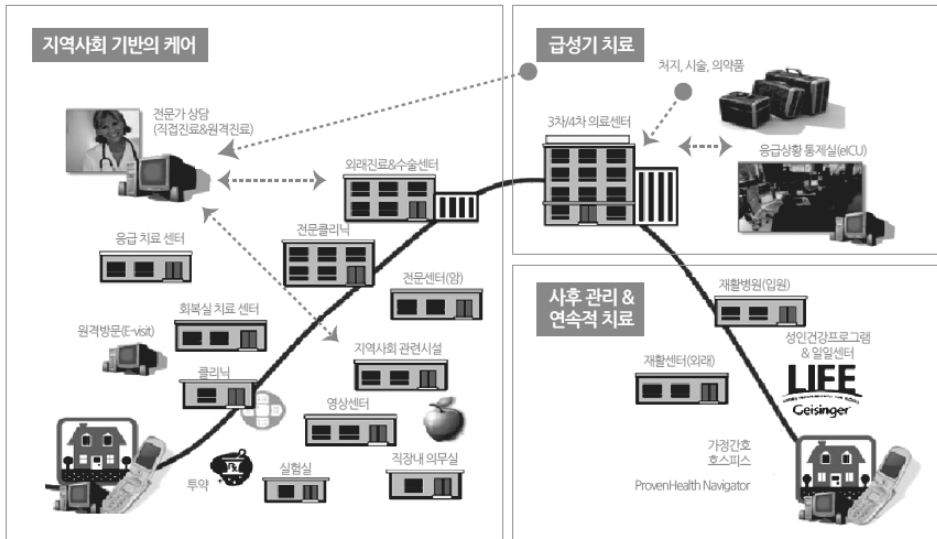 지역사회 기반의 케어
전문가 상담
(직접진료&원격진료)
외래진료&수술센터
전문클리닉
응급 치료 센터
전문센터(암)
회복실 치료 센터
원격방문(E-visit)
지역사회 관련시설
클리닉
영상센터
투약
실험실
직장내 의무실
급성기 치료
처지, 시술, 의약품
3차/4차 의료센터
응급상황 통제실(eICU)
사후 관리 &
연속적 치료
재활병원(입원)
성인건강프로그램
& 일일센터
재활센터(외래)
LIFE
Geisinger
가정간호
호스피스
ProvenHealth Navigator